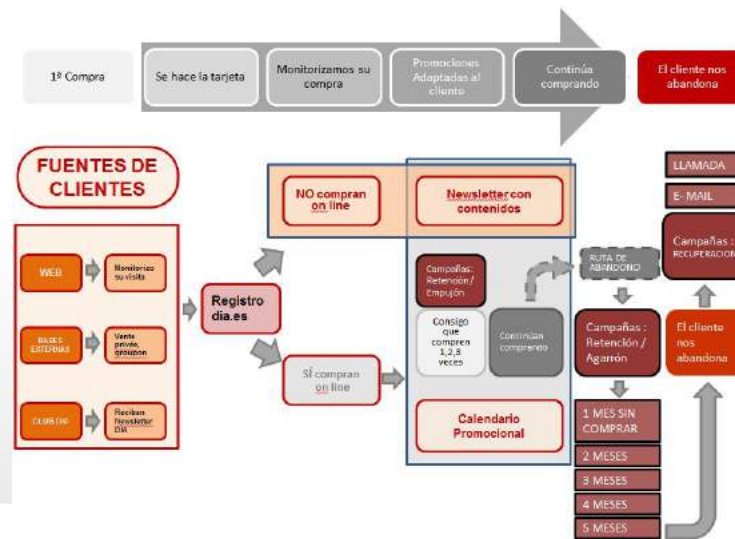 1ª Compra
Se hace la tarjeta
Monitorizamos su
compra
Promociones
Adaptadas al
cliente
Continúa
comprando
El cliente nos
abandona
FUENTES DE
CLIENTES
WEB
Monitorizo
su visita
BASES
EXTERNAS
Vente
privée,
groupon
CLUB DIA
Reciben
Newsletter
DIA
Registro
dia.es
NO compran
on line
SÍ compran
on line
Newsletter con
contenidos
Campañas:
Retención /
Empujón
Consigo
que
compren
1,2,3
veces
Continúan
comprando
Calendario
Promocional
RUTA DE
ABANDONO
Campañas :
Retención /
Agarrón
1 MES SIN
COMPRAR
2 MESES
3 MESES
4 MESES
5 MESES
LLAMADA
E- MAIL
Campañas :
RECUPERACION
El cliente
nos
abandona